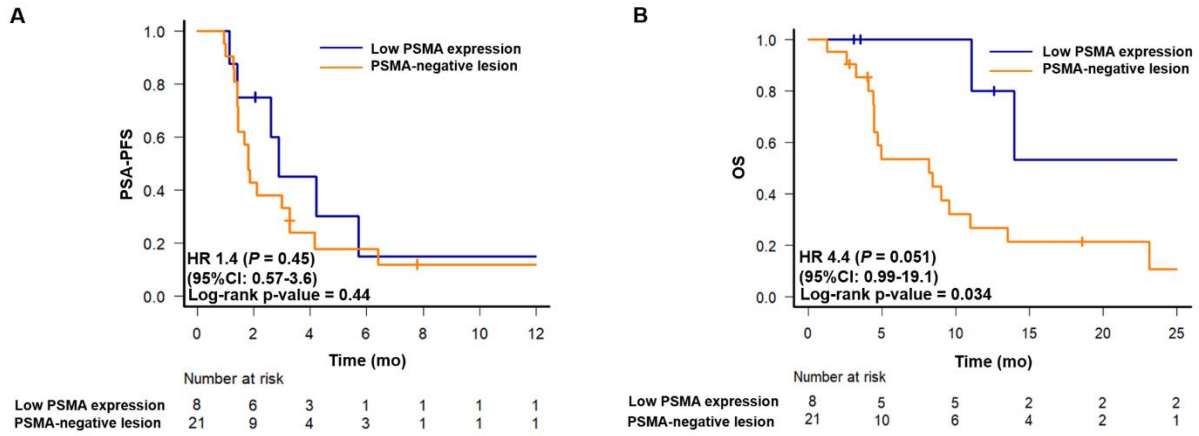 A
PSA-PFS
1.0
0.8
0.6
0.4
0.2
0.0
Low PSMA expression
PSMA-negative lesion
HR 1.4 (P = 0.45)
(95%CI: 0.57-3.6)
Log-rank p-value = 0.44
0 2 4 6 8 10 12
Time (mo)
Number at risk
Low PSMA expression 8 6 3 1 1 1 1
PSMA-negative lesion 21 9 4 3 1 1 1
B
OS
1.0
0.8
0.6
0.4
0.2
0.0
Low PSMA expression
PSMA-negative lesion
HR 4.4 (P = 0.051)
(95%CI: 0.99-19.1)
Log-rank p-value = 0.034
0 5 10 15 20 25
Time (mo)
Number at risk
Low PSMA expression 8 5 5 2 2 2
PSMA-negative lesion 21 10 6 4 2 1